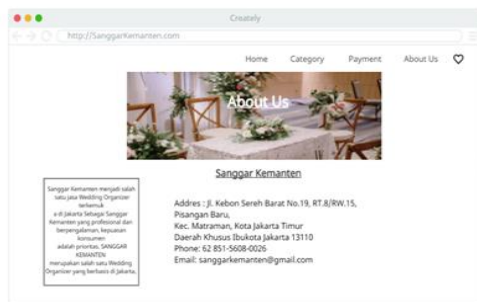 Creately
http://SanggarKemanten.com
Home Category Payment About Us
About Us
Sanggar Kemanten
Sanggar Kemanten menjadi salah
satu jasa Wedding Organizer
terbentuk
a di Jakarta Sebagai Sanggar
Kemanten yang profesional dan
berpengalaman, kepuasan
konsumen
adalah prioritas. SANGGAR
KEMANTEN
merupakan salah satu Wedding
Organizer yang berbasis di Jakarta.
Addres : Jl. Kebon Sereh Barat No.19, RT.8/RW.15,
Pisangan Baru,
Kec. Matraman, Kota Jakarta Timur
Daerah Khusus Ibukota Jakarta 13110
Phone: 62 851-5608-0026
Email: sanggarkemanten@gmail.com